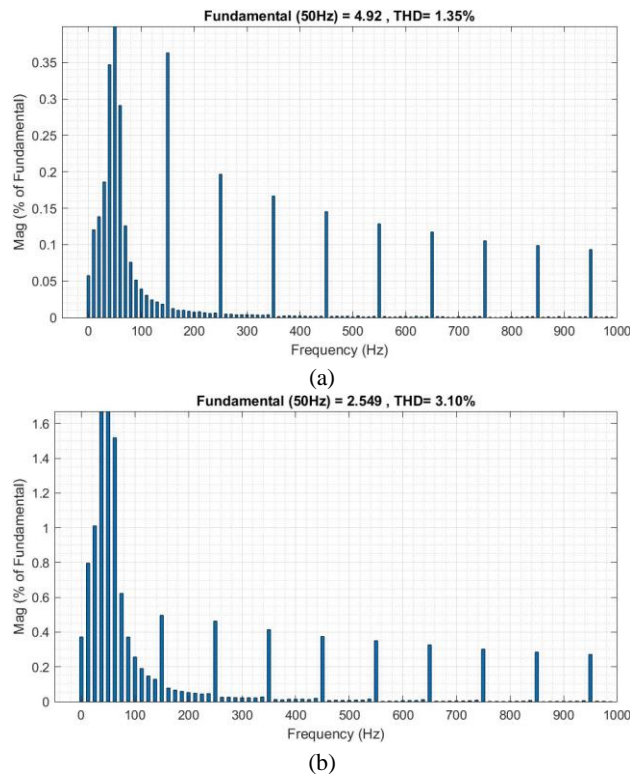 Fundamental (50Hz) = 4.92 , THD= 1.35%
Mag (% of Fundamental)
0.35
0.3
0.25
0.2
0.15
0.1
0.05
0
0 100 200 300 400 500 600 700 800 900 1000
Frequency (Hz)
(a)
Fundamental (50Hz) = 2.549 , THD= 3.10%
Mag (% of Fundamental)
1.6
1.4
1.2
1
0.8
0.6
0.4
0.2
0
0 100 200 300 400 500 600 700 800 900 1000
Frequency (Hz)
(b)